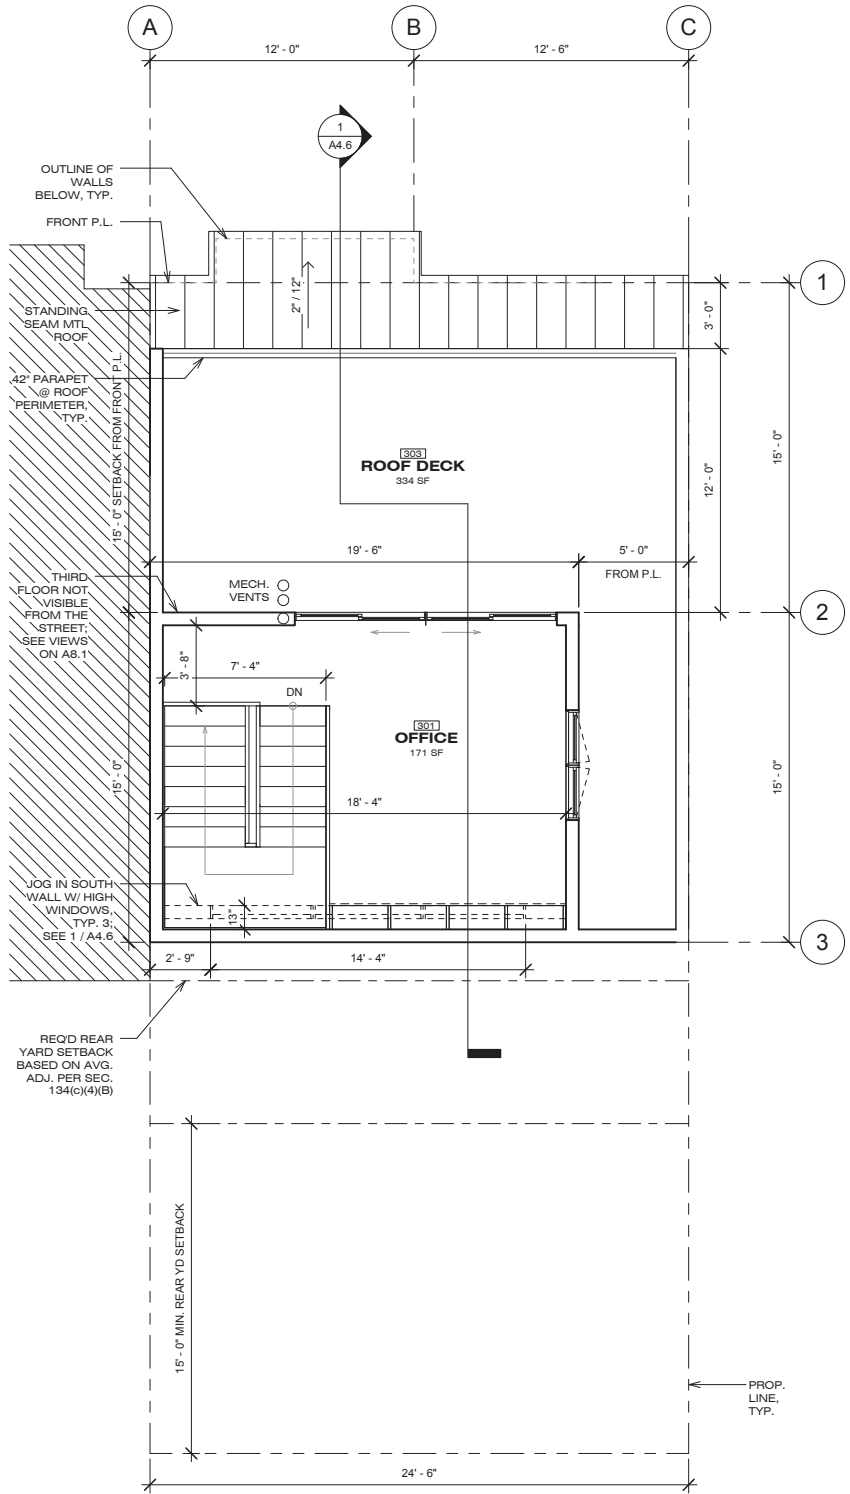 A
B
C
12' - 0"
12' - 6"
1
A4.6
OUTLINE OF
WALLS
BELOW, TYP.
FRONT P.L.
1
2" / 12"
STANDING
SEAM MTL
ROOF
3' - 0"
42" PARAPET
@ ROOF
PERIMETER,
TYP.
15' - 0" SETBACK FROM FRONT P.L.
303
ROOF DECK
334 SF
12' - 0"
15' - 0"
19' - 6"
5' - 0"
FROM P.L.
THIRD
FLOOR NOT
VISIBLE
FROM THE
STREET;
SEE VIEWS
ON A8.1
MECH.
VENTS
2
3' - 8"
7' - 4"
DN
301
OFFICE
171 SF
15' - 0"
15' - 0"
18' - 4"
JOG IN SOUTH
WALL W/ HIGH
WINDOWS,
TYP. 3;
SEE 1 / A4.6
13"
3
2' - 9"
14' - 4"
REQ'D REAR
YARD SETBACK
BASED ON AVG.
ADJ. PER SEC.
134(c)(4)(B)
15' - 0" MIN. REAR YD SETBACK
PROP.
LINE,
TYP.
24' - 6"